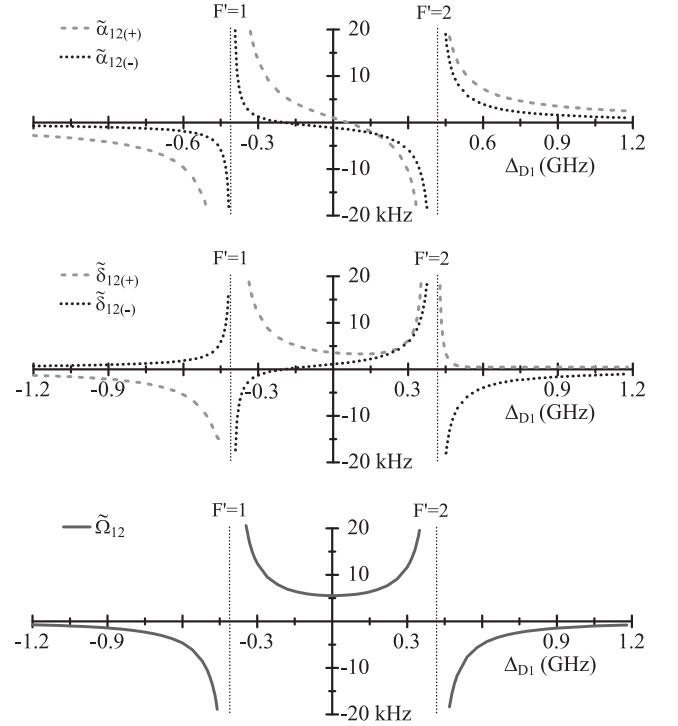 F'=1 F'=2
α̃₁₂₍₊₎
α̃₁₂₍₋₎
20
10
-0.6 -0.3 0.6 0.9 1.2
-10
Δ_D1 (GHz)
-20 kHz
F'=1 F'=2
δ̃₁₂₍₊₎
δ̃₁₂₍₋₎
20
10
-1.2 -0.9 -0.3 0.3 0.9 1.2
-10
Δ_D1 (GHz)
-20 kHz
F'=1 F'=2
Ω̃₁₂
20
10
-1.2 -0.9 -0.3 0.3 0.9 1.2
-10
Δ_D1 (GHz)
-20 kHz